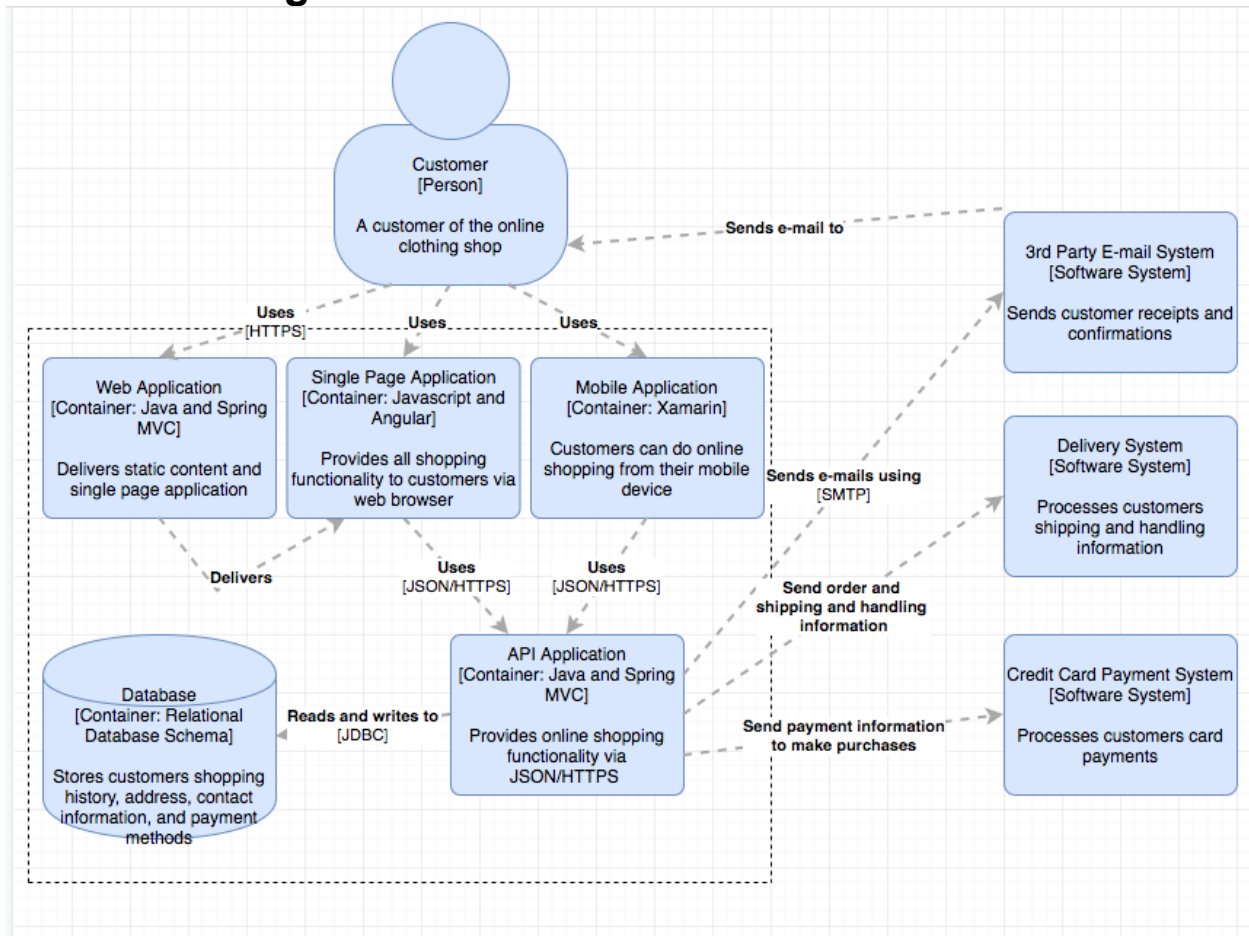 Customer
[Person]
A customer of the online
clothing shop
Sends e-mail to
3rd Party E-mail System
[Software System]
Sends customer receipts and
confirmations
Uses
[HTTPS]
Uses
Uses
Web Application
[Container: Java and Spring
MVC]
Delivers static content and
single page application
Single Page Application
[Container: Javascript and
Angular]
Provides all shopping
functionality to customers via
web browser
Mobile Application
[Container: Xamarin]
Customers can do online
shopping from their mobile
device
Sends e-mails using
[SMTP]
Delivery System
[Software System]
Processes customers
shipping and handling
information
Delivers
Uses
[JSON/HTTPS]
Uses
[JSON/HTTPS]
Send order and
shipping and handling
information
Database
[Container: Relational
Database Schema]
Stores customers shopping
history, address, contact
information, and payment
methods
Reads and writes to
[JDBC]
API Application
[Container: Java and Spring
MVC]
Provides online shopping
functionality via
JSON/HTTPS
Send payment information
to make purchases
Credit Card Payment System
[Software System]
Processes customers card
payments